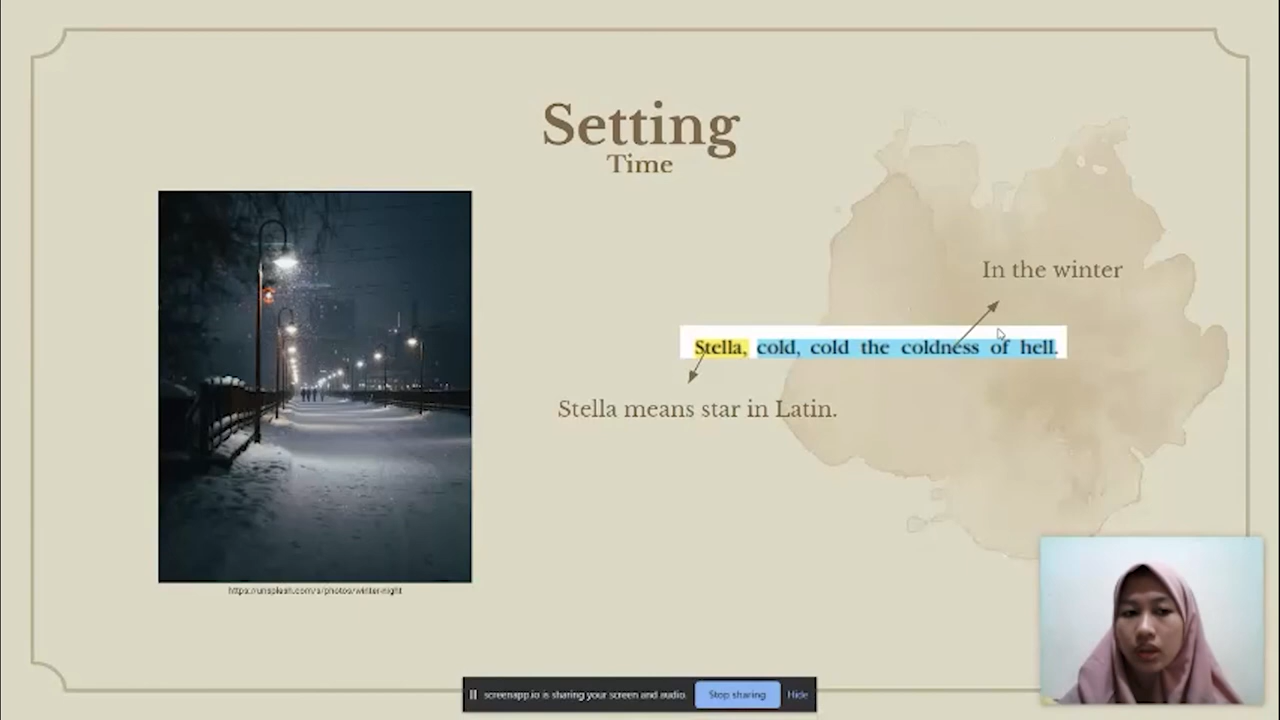 Setting
Time
In the winter
Stella, cold, cold the coldness of hell.
Stella means star in Latin.
https://unsplash.com/s/photos/winter-night
screenapp.io is sharing your screen and audio.
Stop sharing
Hide